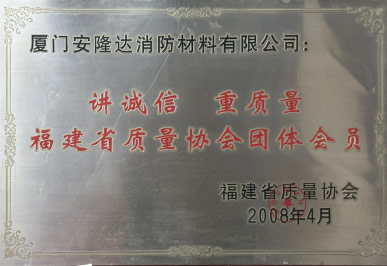 厦门安隆达消防材料有限公司：
讲诚信 重质量
福建省质量协会团体会员
福建省质量协会
2008年4月